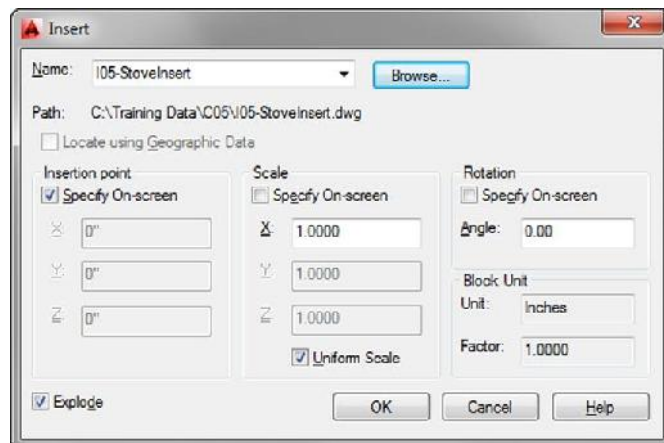 Insert
Name: I05-StoveInsert Browse...
Path: C:\Training Data\C05\I05-StoveInsert.dwg
Locate using Geographic Data
Insertion point
Specify On-screen
X: 0"
Y: 0"
Z: 0"
Scale
Specify On-screen
X: 1.0000
Y: 1.0000
Z: 1.0000
Uniform Scale
Rotation
Specify On-screen
Angle: 0.00
Block Unit
Unit: Inches
Factor: 1.0000
Explode
OK Cancel Help